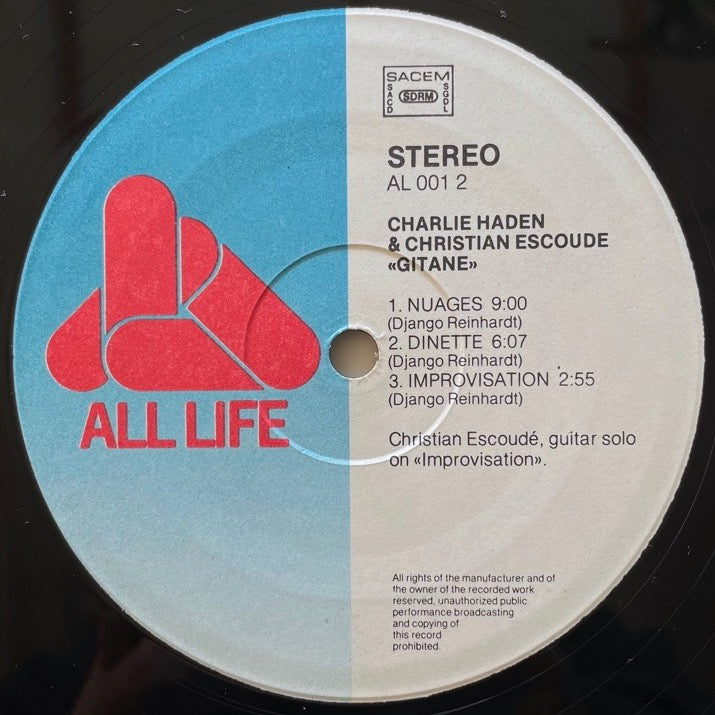 SACEM
SACD
SDRM
SGDL
STEREO
AL 001 2
CHARLIE HADEN
& CHRISTIAN ESCOUDE
«GITANE»
1. NUAGES 9:00
(Django Reinhardt)
2. DINETTE 6:07
(Django Reinhardt)
3. IMPROVISATION 2:55
(Django Reinhardt)
Christian Escoudé, guitar solo
on «Improvisation».
ALL LIFE
All rights of the manufacturer and of
the owner of the recorded work
reserved, unauthorized public
performance broadcasting
and copying of
this record
prohibited.